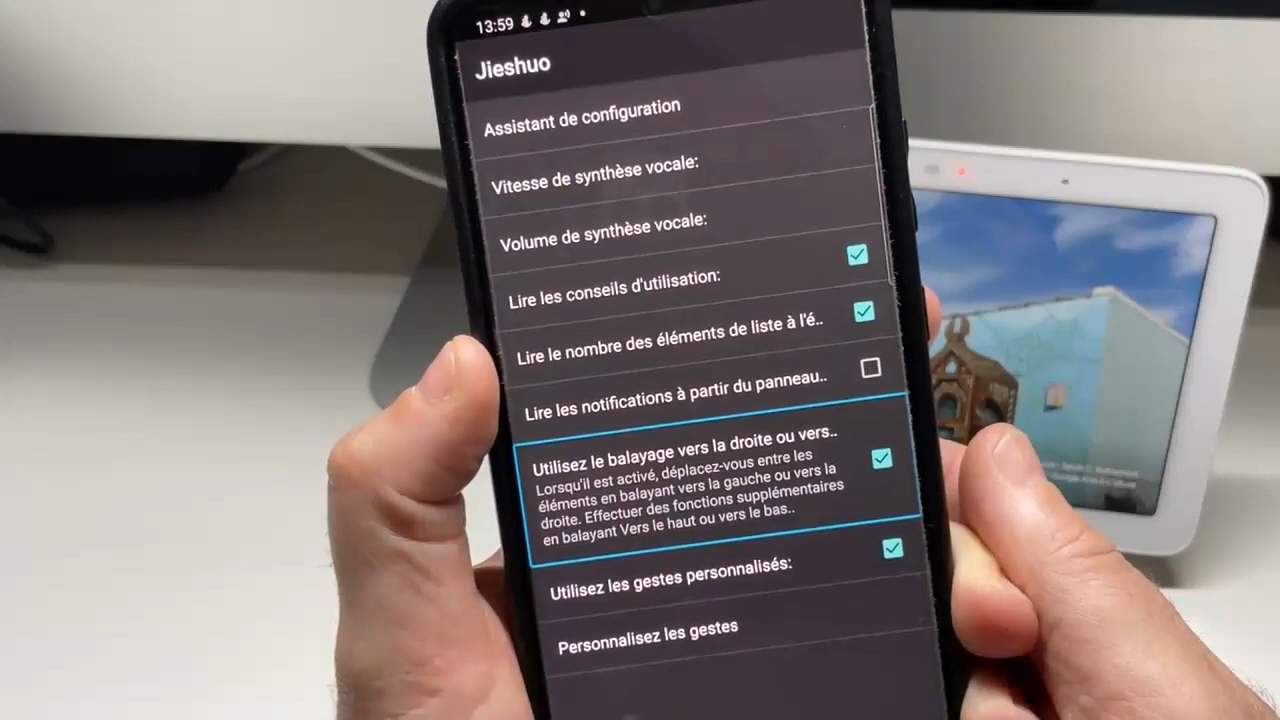 13:59
Jieshuo
Assistant de configuration
Vitesse de synthèse vocale:
Volume de synthèse vocale:
Lire les conseils d'utilisation:
Lire le nombre des éléments de liste à l'é..
Lire les notifications à partir du panneau..
Utilisez le balayage vers la droite ou vers..
Lorsqu'il est activé, déplacez-vous entre les
éléments en balayant vers la gauche ou vers la
droite. Effectuer des fonctions supplémentaires
en balayant Vers le haut ou vers le bas..
Utilisez les gestes personnalisés:
Personnalisez les gestes